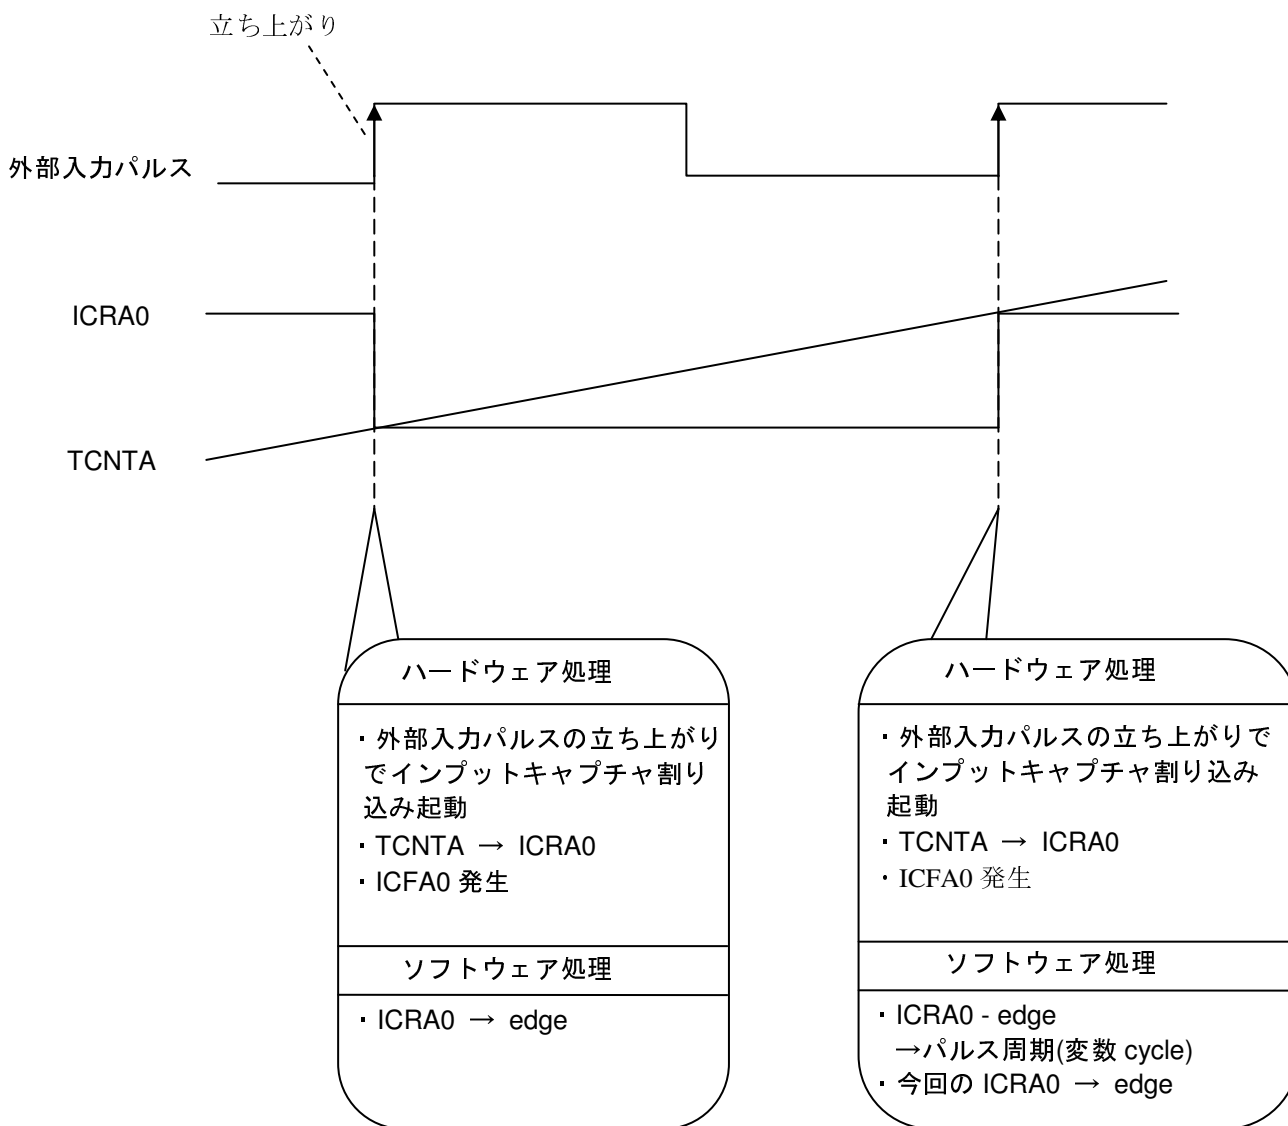 立ち上がり
外部入力パルス
ICRA0
TCNTA
ハードウェア処理
・外部入力パルスの立ち上がり
でインプットキャプチャ割り
込み起動
・TCNTA → ICRA0
・ICFA0 発生
ソフトウェア処理
・ICRA0 → edge
ハードウェア処理
・外部入力パルスの立ち上がりで
インプットキャプチャ割り込み
起動
・TCNTA → ICRA0
・ICFA0 発生
ソフトウェア処理
・ICRA0 - edge
→パルス周期(変数 cycle)
・今回の ICRA0 → edge